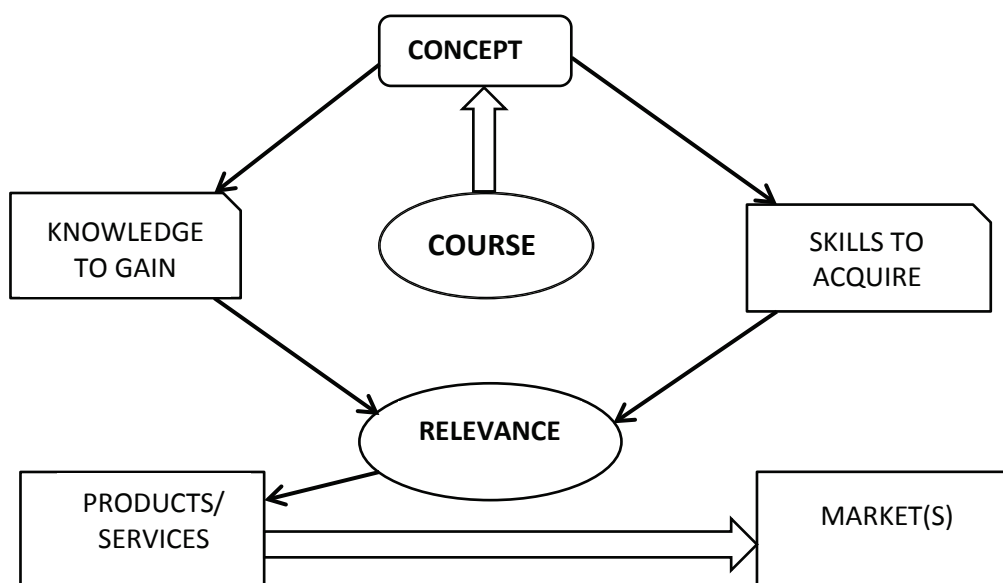 CONCEPT
KNOWLEDGE
TO GAIN
COURSE
SKILLS TO
ACQUIRE
RELEVANCE
PRODUCTS/
SERVICES
MARKET(S)